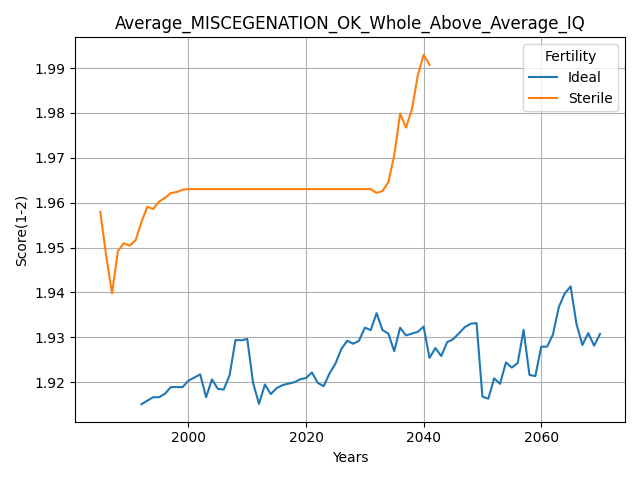 Average_MISCEGENATION_OK_Whole_Above_Average_IQ
Fertility
Ideal
Sterile
1.99
1.98
1.97
1.96
1.95
1.94
1.93
1.92
Score(1-2)
2000
2020
2040
2060
Years